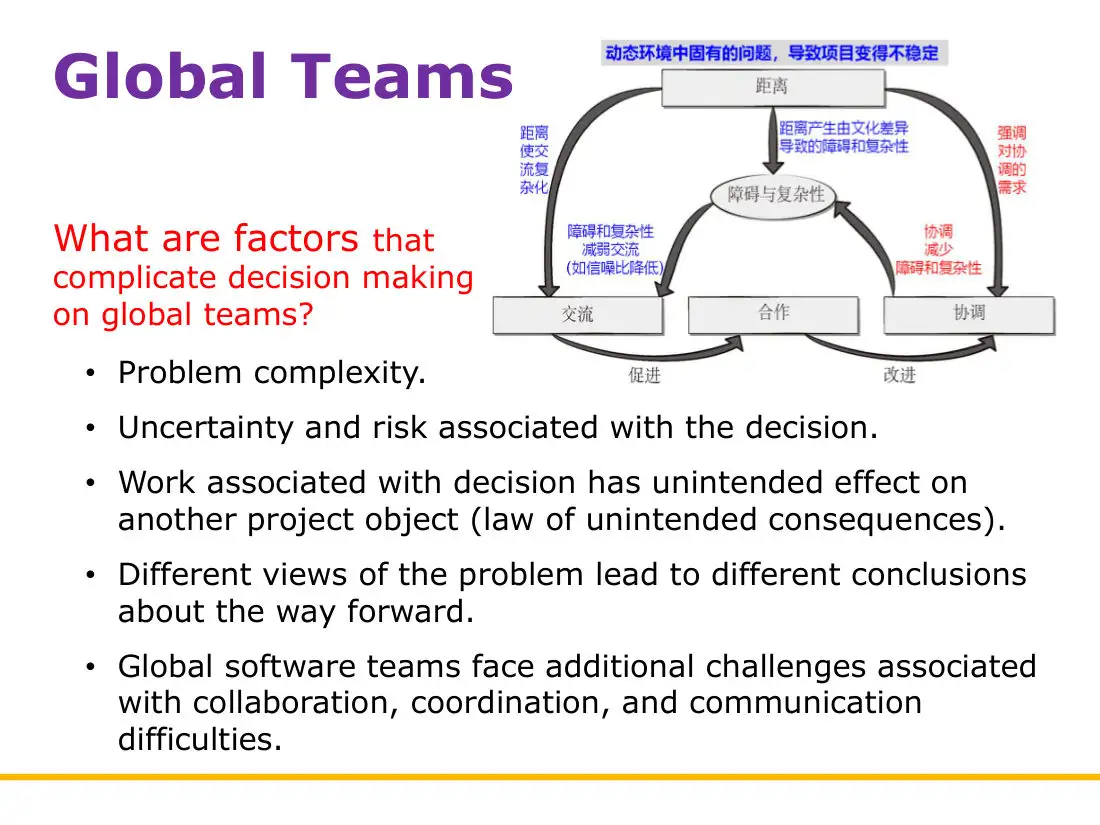 Global Teams
动态环境中固有的问题，导致项目变得不稳定
距离
距离
使交
流复
杂化
距离产生由文化差异
导致的障碍和复杂性
强调
对协
调的
需求
障碍与复杂性
障碍和复杂性
减弱交流
(如信噪比降低)
协调
减少
障碍和复杂性
交流
合作
协调
促进
改进
What are factors that
complicate decision making
on global teams?
• Problem complexity.
• Uncertainty and risk associated with the decision.
• Work associated with decision has unintended effect on
another project object (law of unintended consequences).
• Different views of the problem lead to different conclusions
about the way forward.
• Global software teams face additional challenges associated
with collaboration, coordination, and communication
difficulties.